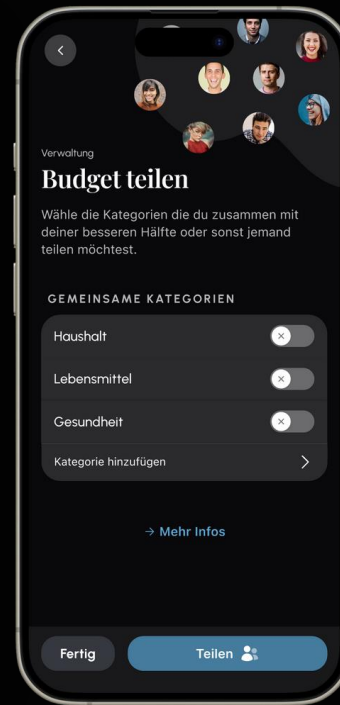 Verwaltung
Budget teilen
Wähle die Kategorien die du zusammen mit
deiner besseren Hälfte oder sonst jemand
teilen möchtest.
GEMEINSAME KATEGORIEN
Haushalt
Lebensmittel
Gesundheit
Kategorie hinzufügen
→ Mehr Infos
Fertig
Teilen